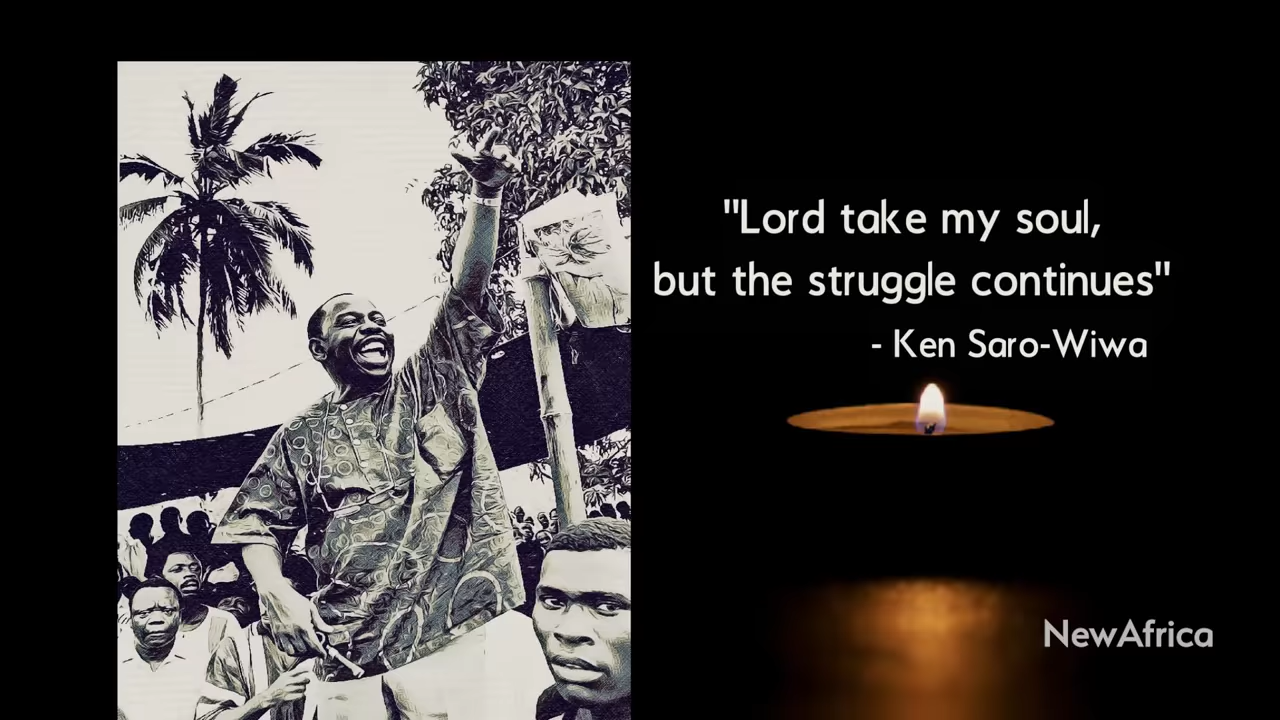 "Lord take my soul,
but the struggle continues"
- Ken Saro-Wiwa
NewAfrica